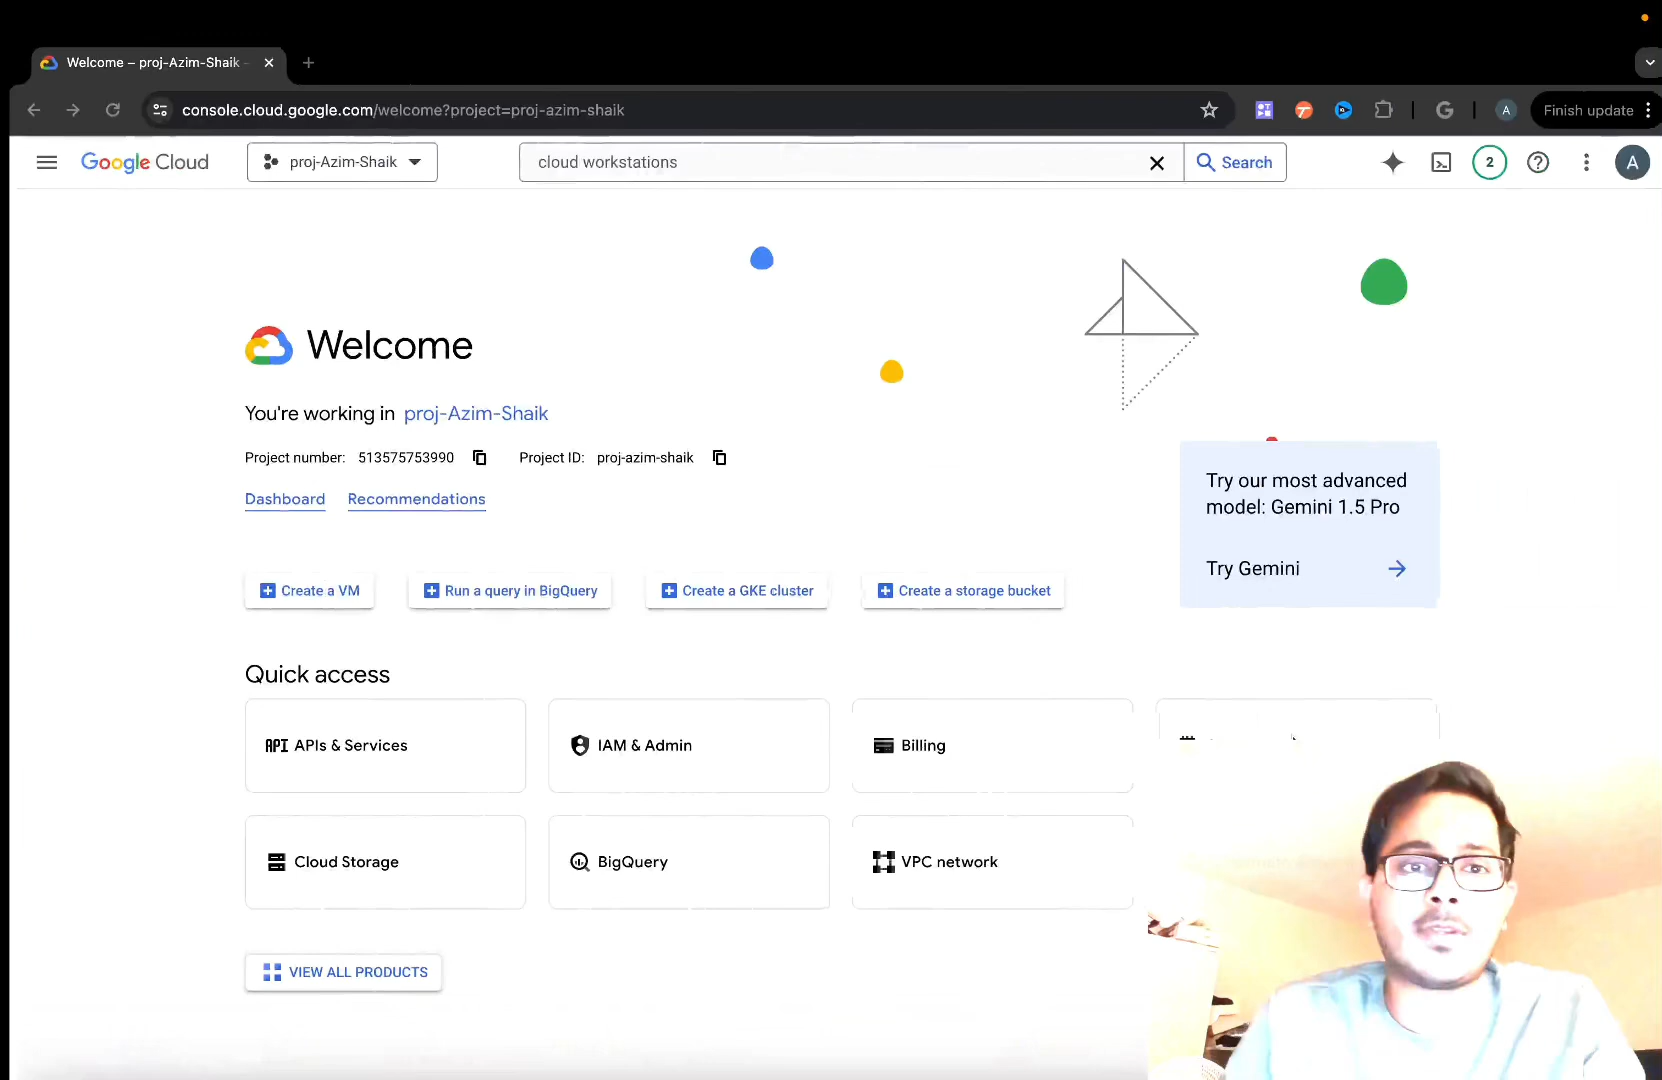 Welcome – proj-Azim-Shaik -
console.cloud.google.com/welcome?project=proj-azim-shaik
G
A
Finish update
Google Cloud
proj-Azim-Shaik
cloud workstations
Search
2
A
Welcome
You're working in proj-Azim-Shaik
Project number: 513575753990 Project ID: proj-azim-shaik
Dashboard Recommendations
Try our most advanced
model: Gemini 1.5 Pro
Try Gemini
Create a VM
Run a query in BigQuery
Create a GKE cluster
Create a storage bucket
Quick access
API APIs & Services
IAM & Admin
Billing
Cloud Storage
BigQuery
VPC network
VIEW ALL PRODUCTS